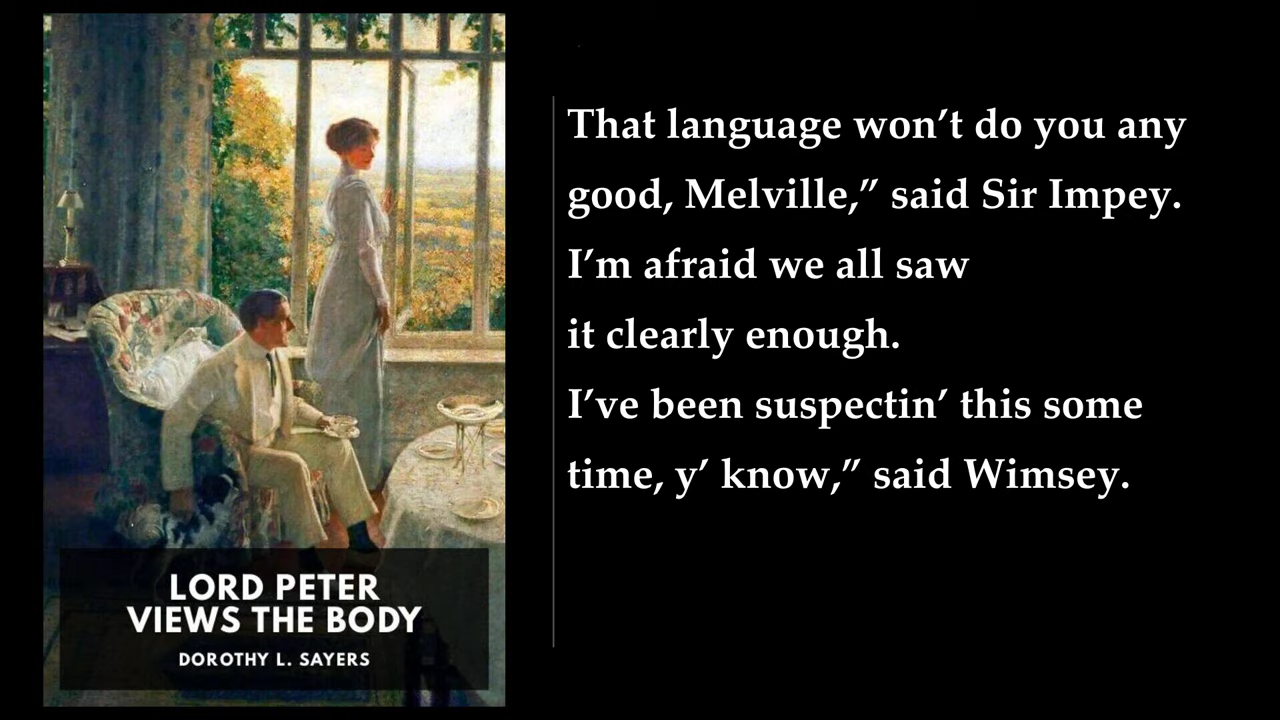 LORD PETER
VIEWS THE BODY
DOROTHY L. SAYERS
That language won’t do you any
good, Melville,” said Sir Impey.
I’m afraid we all saw
it clearly enough.
I’ve been suspectin’ this some
time, y’ know,” said Wimsey.